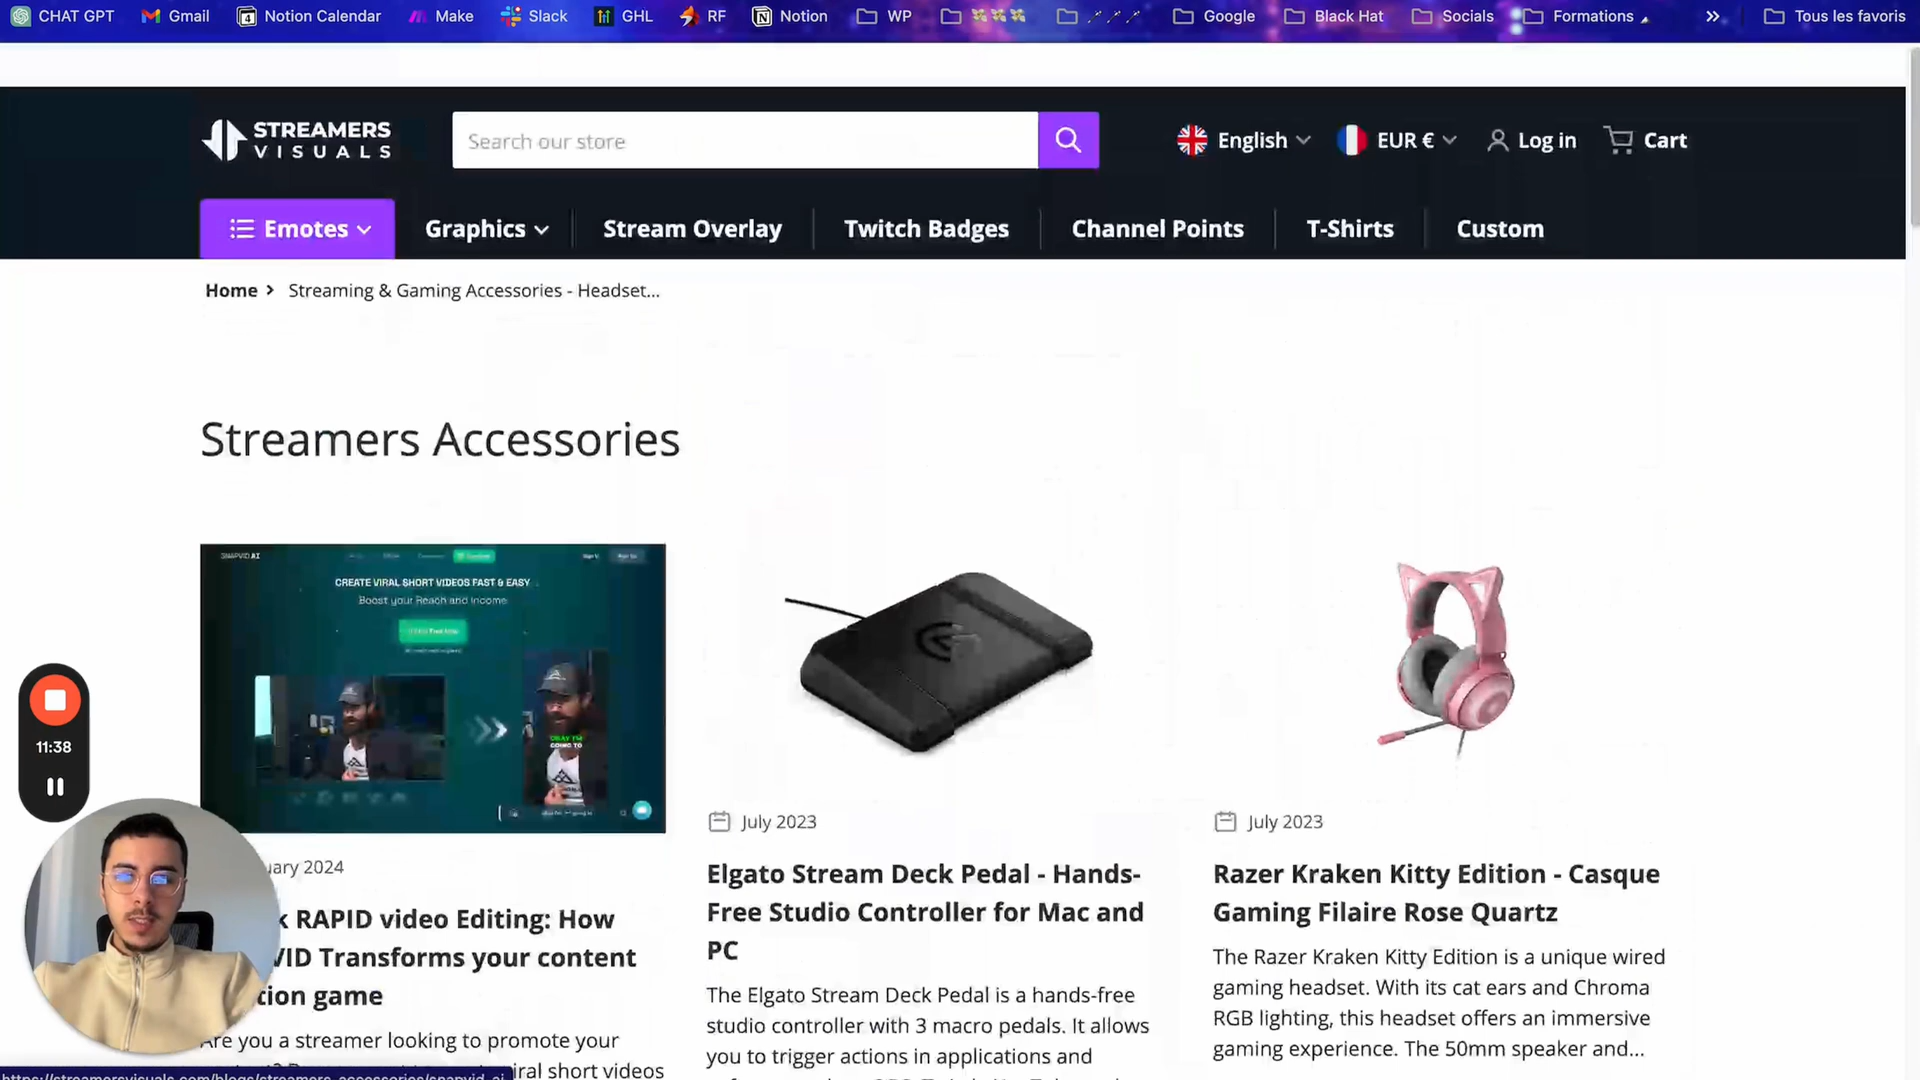 CHAT GPT
Gmail
4 Notion Calendar
Make
Slack
GHL
RF
Notion
WP
Google
Black Hat
Socials
Formations
Tous les favoris
STREAMERS
VISUALS
Search our store
English
EUR €
Log in
Cart
Emotes
Graphics
Stream Overlay
Twitch Badges
Channel Points
T-Shirts
Custom
Home
Streaming & Gaming Accessories - Headset...
Streamers Accessories
SNAPVID.AI
CREATE VIRAL SHORT VIDEOS FAST & EASY
Boost your Reach and Income
OKAY I'M
GOING TO
uary 2024
k RAPID video Editing: How
VID Transforms your content
tion game
Are you a streamer looking to promote your
iral short videos
July 2023
Elgato Stream Deck Pedal - Hands-
Free Studio Controller for Mac and
PC
The Elgato Stream Deck Pedal is a hands-free
studio controller with 3 macro pedals. It allows
you to trigger actions in applications and
July 2023
Razer Kraken Kitty Edition - Casque
Gaming Filaire Rose Quartz
The Razer Kraken Kitty Edition is a unique wired
gaming headset. With its cat ears and Chroma
RGB lighting, this headset offers an immersive
gaming experience. The 50mm speaker and...
11:38